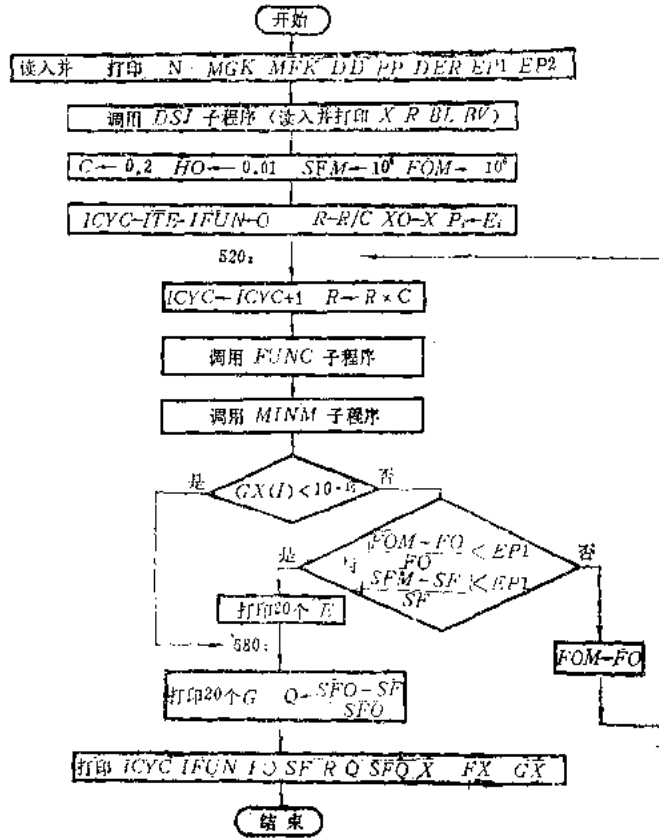 开始
读入并 打印 N MGK MFK DD PP DER EP1 EP2
调用 DSJ 子程序 (读入并打印 X R BL BV)
C←0.2 HO←0.01 SFM←10⁶ FOM← 10⁶
ICYC←ITE←IFUN←O R←R/C XO←X Pᵢ←Eᵢ
520:
ICYC←ICYC+1 R←R×C
调用 FUNC 子程序
调用 MINM 子程序
是
GX(I)<10
否
是
与
FOM-FO
FO
<EP1
SFM-SF
SF
<EP1
否
打印20个 E
580:
FOM←FO
打印20个G Q←
SFO-SF
SFO
打印 ICYC IFUN FO SF R Q SFO X FX GX
结束